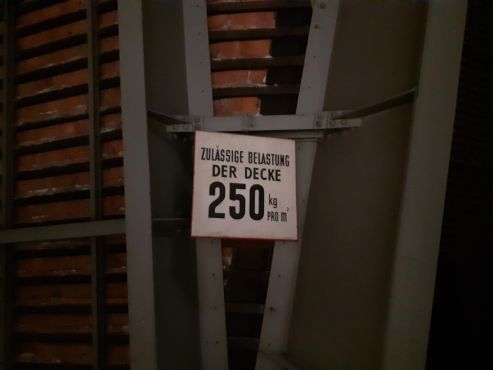 ZULÄSSIGE BELASTUNG
DER DECKE
250 kg
PRO m²